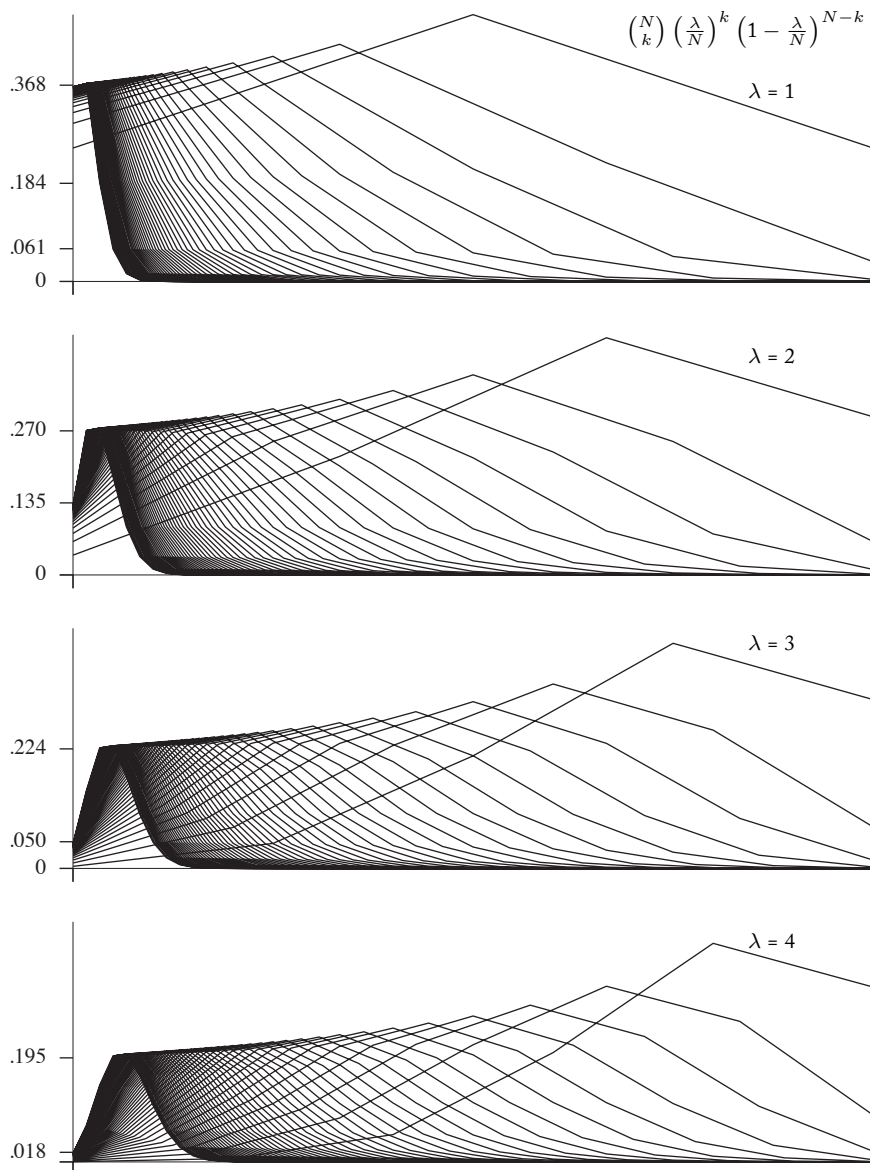 $\binom{N}{k} \left(\frac{\lambda}{N}\right)^k \left(1 - \frac{\lambda}{N}\right)^{N-k}$
.368
λ = 1
.184
.061
0
λ = 2
.270
.135
0
λ = 3
.224
.050
0
λ = 4
.195
.018